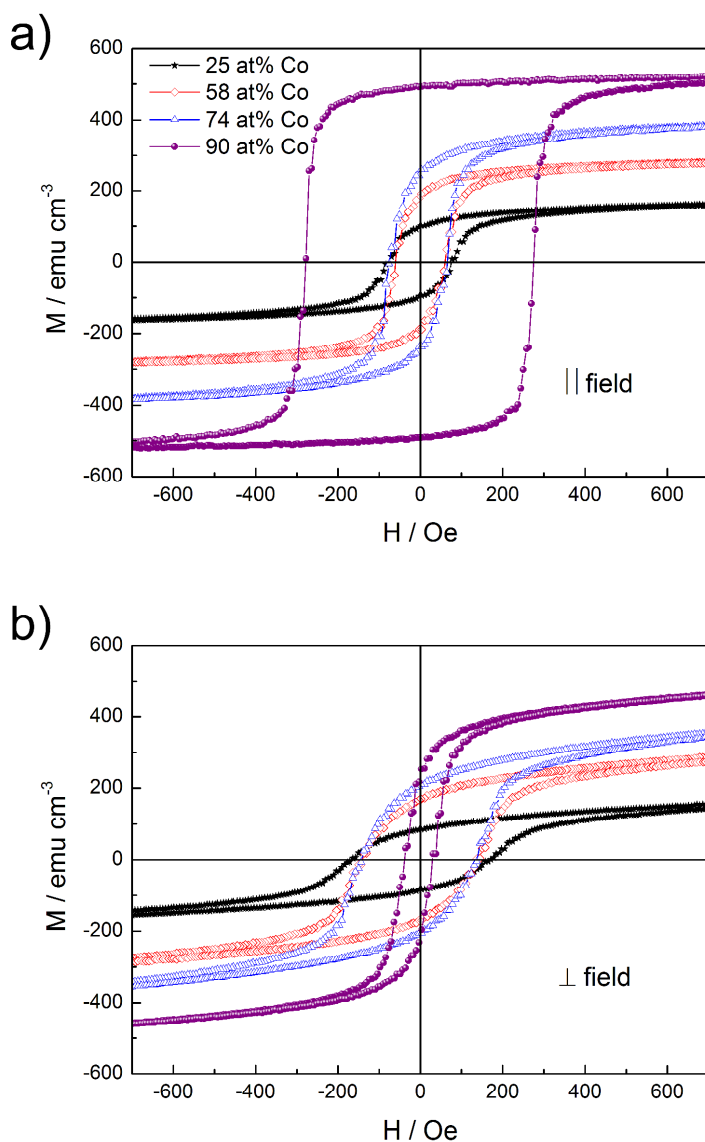 a)
600
400
200
0
-200
-400
-600
25 at% Co
58 at% Co
74 at% Co
90 at% Co
|| field
M / emu cm⁻³
-600 -400 -200 0 200 400 600
H / Oe
b)
600
400
200
0
-200
-400
-600
⊥ field
M / emu cm⁻³
-600 -400 -200 0 200 400 600
H / Oe